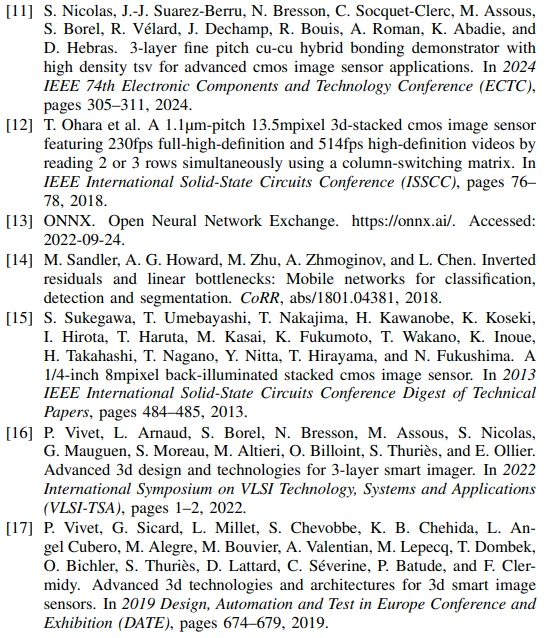 [11] S. Nicolas, J.-J. Suarez-Berru, N. Bresson, C. Socquet-Clerc, M. Assous,
S. Borel, R. Vélard, J. Dechamp, R. Bouis, A. Roman, K. Abadie, and
D. Hebras. 3-layer fine pitch cu-cu hybrid bonding demonstrator with
high density tsv for advanced cmos image sensor applications. In 2024
IEEE 74th Electronic Components and Technology Conference (ECTC),
pages 305–311, 2024.
[12] T. Ohara et al. A 1.1µm-pitch 13.5mpixel 3d-stacked cmos image sensor
featuring 230fps full-high-definition and 514fps high-definition videos by
reading 2 or 3 rows simultaneously using a column-switching matrix. In
IEEE International Solid-State Circuits Conference (ISSCC), pages 76–
78, 2018.
[13] ONNX. Open Neural Network Exchange. https://onnx.ai/. Accessed:
2022-09-24.
[14] M. Sandler, A. G. Howard, M. Zhu, A. Zhmoginov, and L. Chen. Inverted
residuals and linear bottlenecks: Mobile networks for classification,
detection and segmentation. CoRR, abs/1801.04381, 2018.
[15] S. Sukegawa, T. Umebayashi, T. Nakajima, H. Kawanobe, K. Koseki,
I. Hirota, T. Haruta, M. Kasai, K. Fukumoto, T. Wakano, K. Inoue,
H. Takahashi, T. Nagano, Y. Nitta, T. Hirayama, and N. Fukushima. A
1/4-inch 8mpixel back-illuminated stacked cmos image sensor. In 2013
IEEE International Solid-State Circuits Conference Digest of Technical
Papers, pages 484–485, 2013.
[16] P. Vivet, L. Arnaud, S. Borel, N. Bresson, M. Assous, S. Nicolas,
G. Mauguen, S. Moreau, M. Altieri, O. Billoint, S. Thuriès, and E. Ollier.
Advanced 3d design and technologies for 3-layer smart imager. In 2022
International Symposium on VLSI Technology, Systems and Applications
(VLSI-TSA), pages 1–2, 2022.
[17] P. Vivet, G. Sicard, L. Millet, S. Chevobbe, K. B. Chehida, L. An-
gel Cubero, M. Alegre, M. Bouvier, A. Valentian, M. Lepecq, T. Dombek,
O. Bichler, S. Thuriès, D. Lattard, C. Séverine, P. Batude, and F. Cler-
midy. Advanced 3d technologies and architectures for 3d smart image
sensors. In 2019 Design, Automation and Test in Europe Conference and
Exhibition (DATE), pages 674–679, 2019.